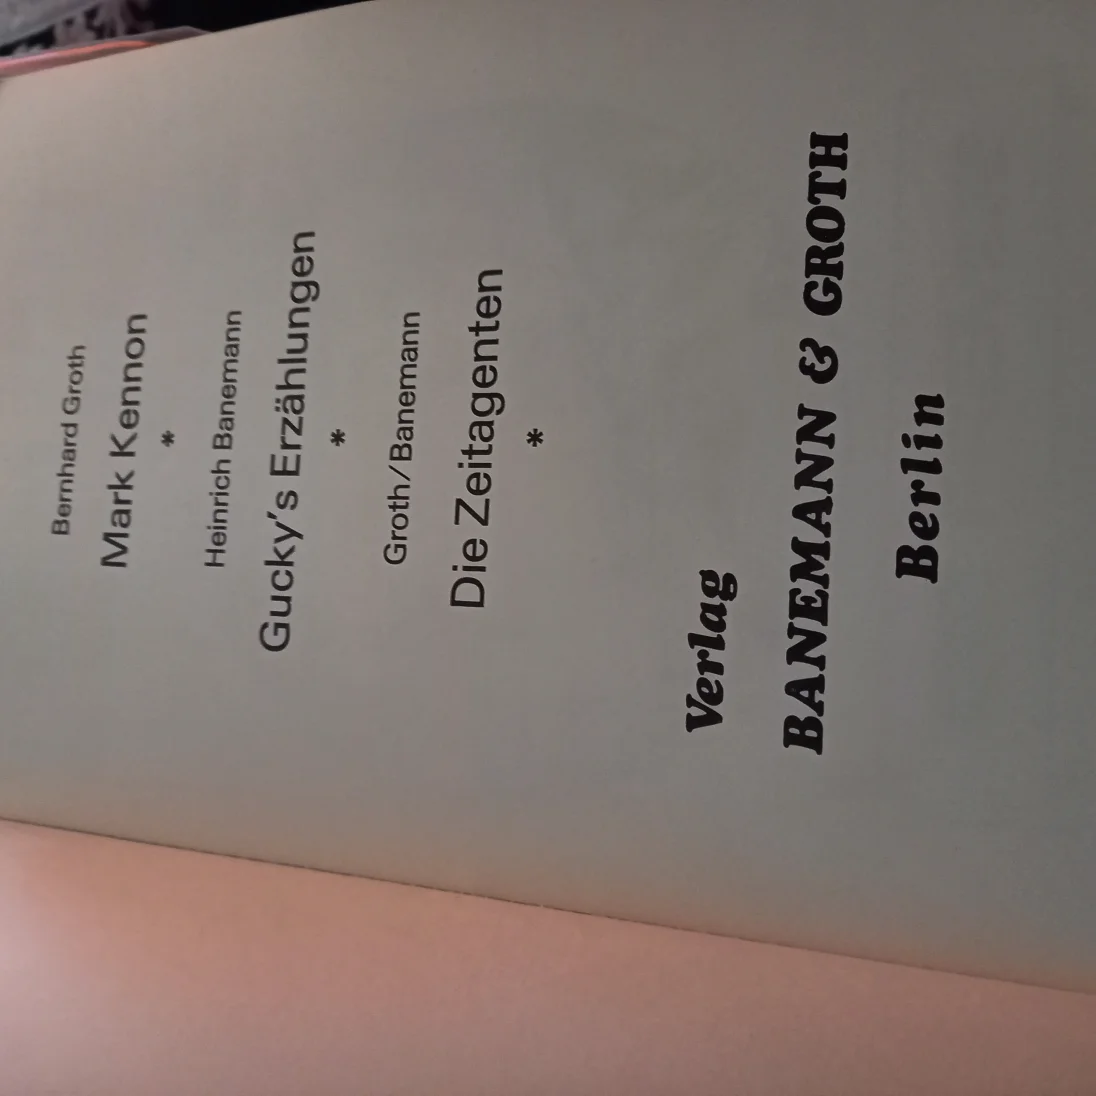 Bernhard Groth
Mark Kennon
*
Heinrich Banemann
Gucky's Erzählungen
*
Groth/Banemann
Die Zeitagenten
*
Verlag
BANEMANN & GROTH
Berlin